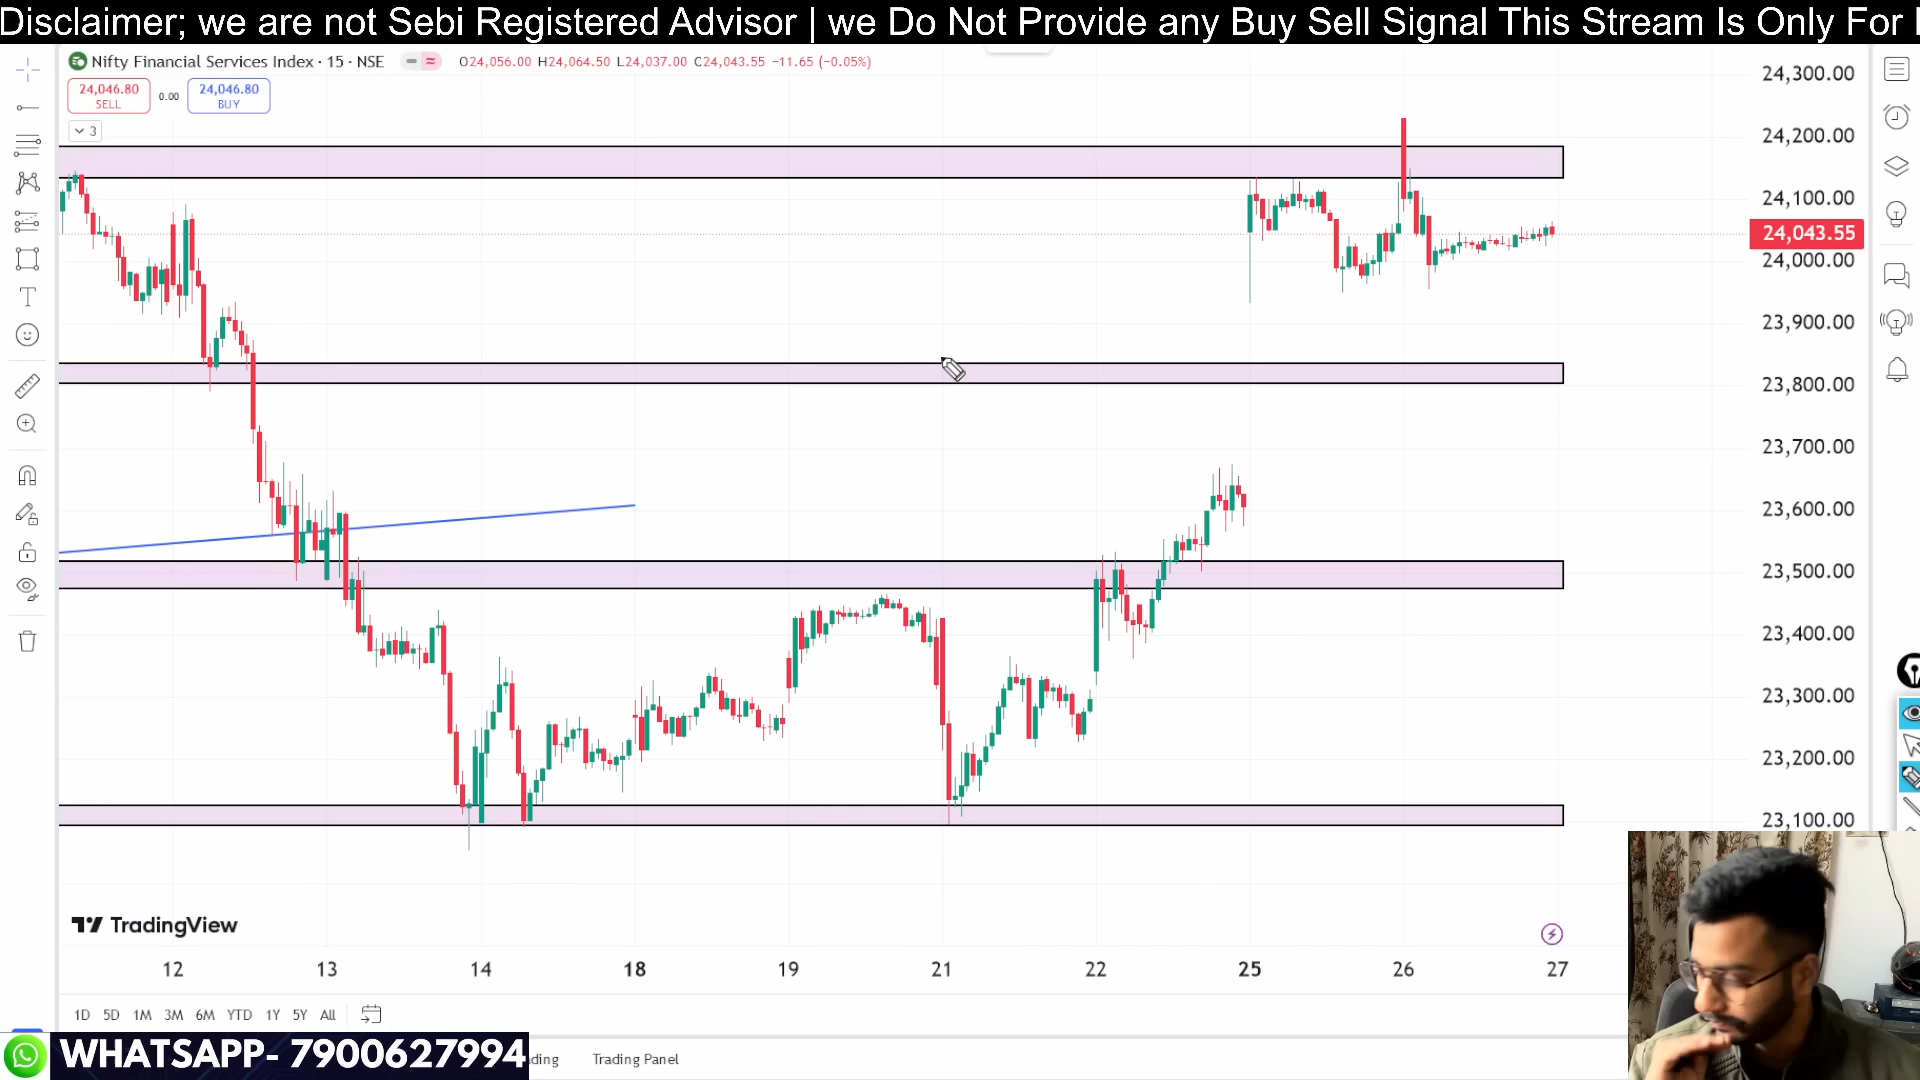 Disclaimer; we are not Sebi Registered Advisor | we Do Not Provide any Buy Sell Signal This Stream Is Only For
Nifty Financial Services Index · 15 · NSE
O24,056.00 H24,064.50 L24,037.00 C24,043.55 −11.65 (−0.05%)
24,046.80
SELL
0.00
24,046.80
BUY
3
24,300.00
24,200.00
24,100.00
24,043.55
24,000.00
23,900.00
23,800.00
23,700.00
23,600.00
23,500.00
23,400.00
23,300.00
23,200.00
23,100.00
TradingView
12 13 14 18 19 21 22 25 26 27
1D 5D 1M 3M 6M YTD 1Y 5Y All
WHATSAPP- 7900627994
Trading Panel